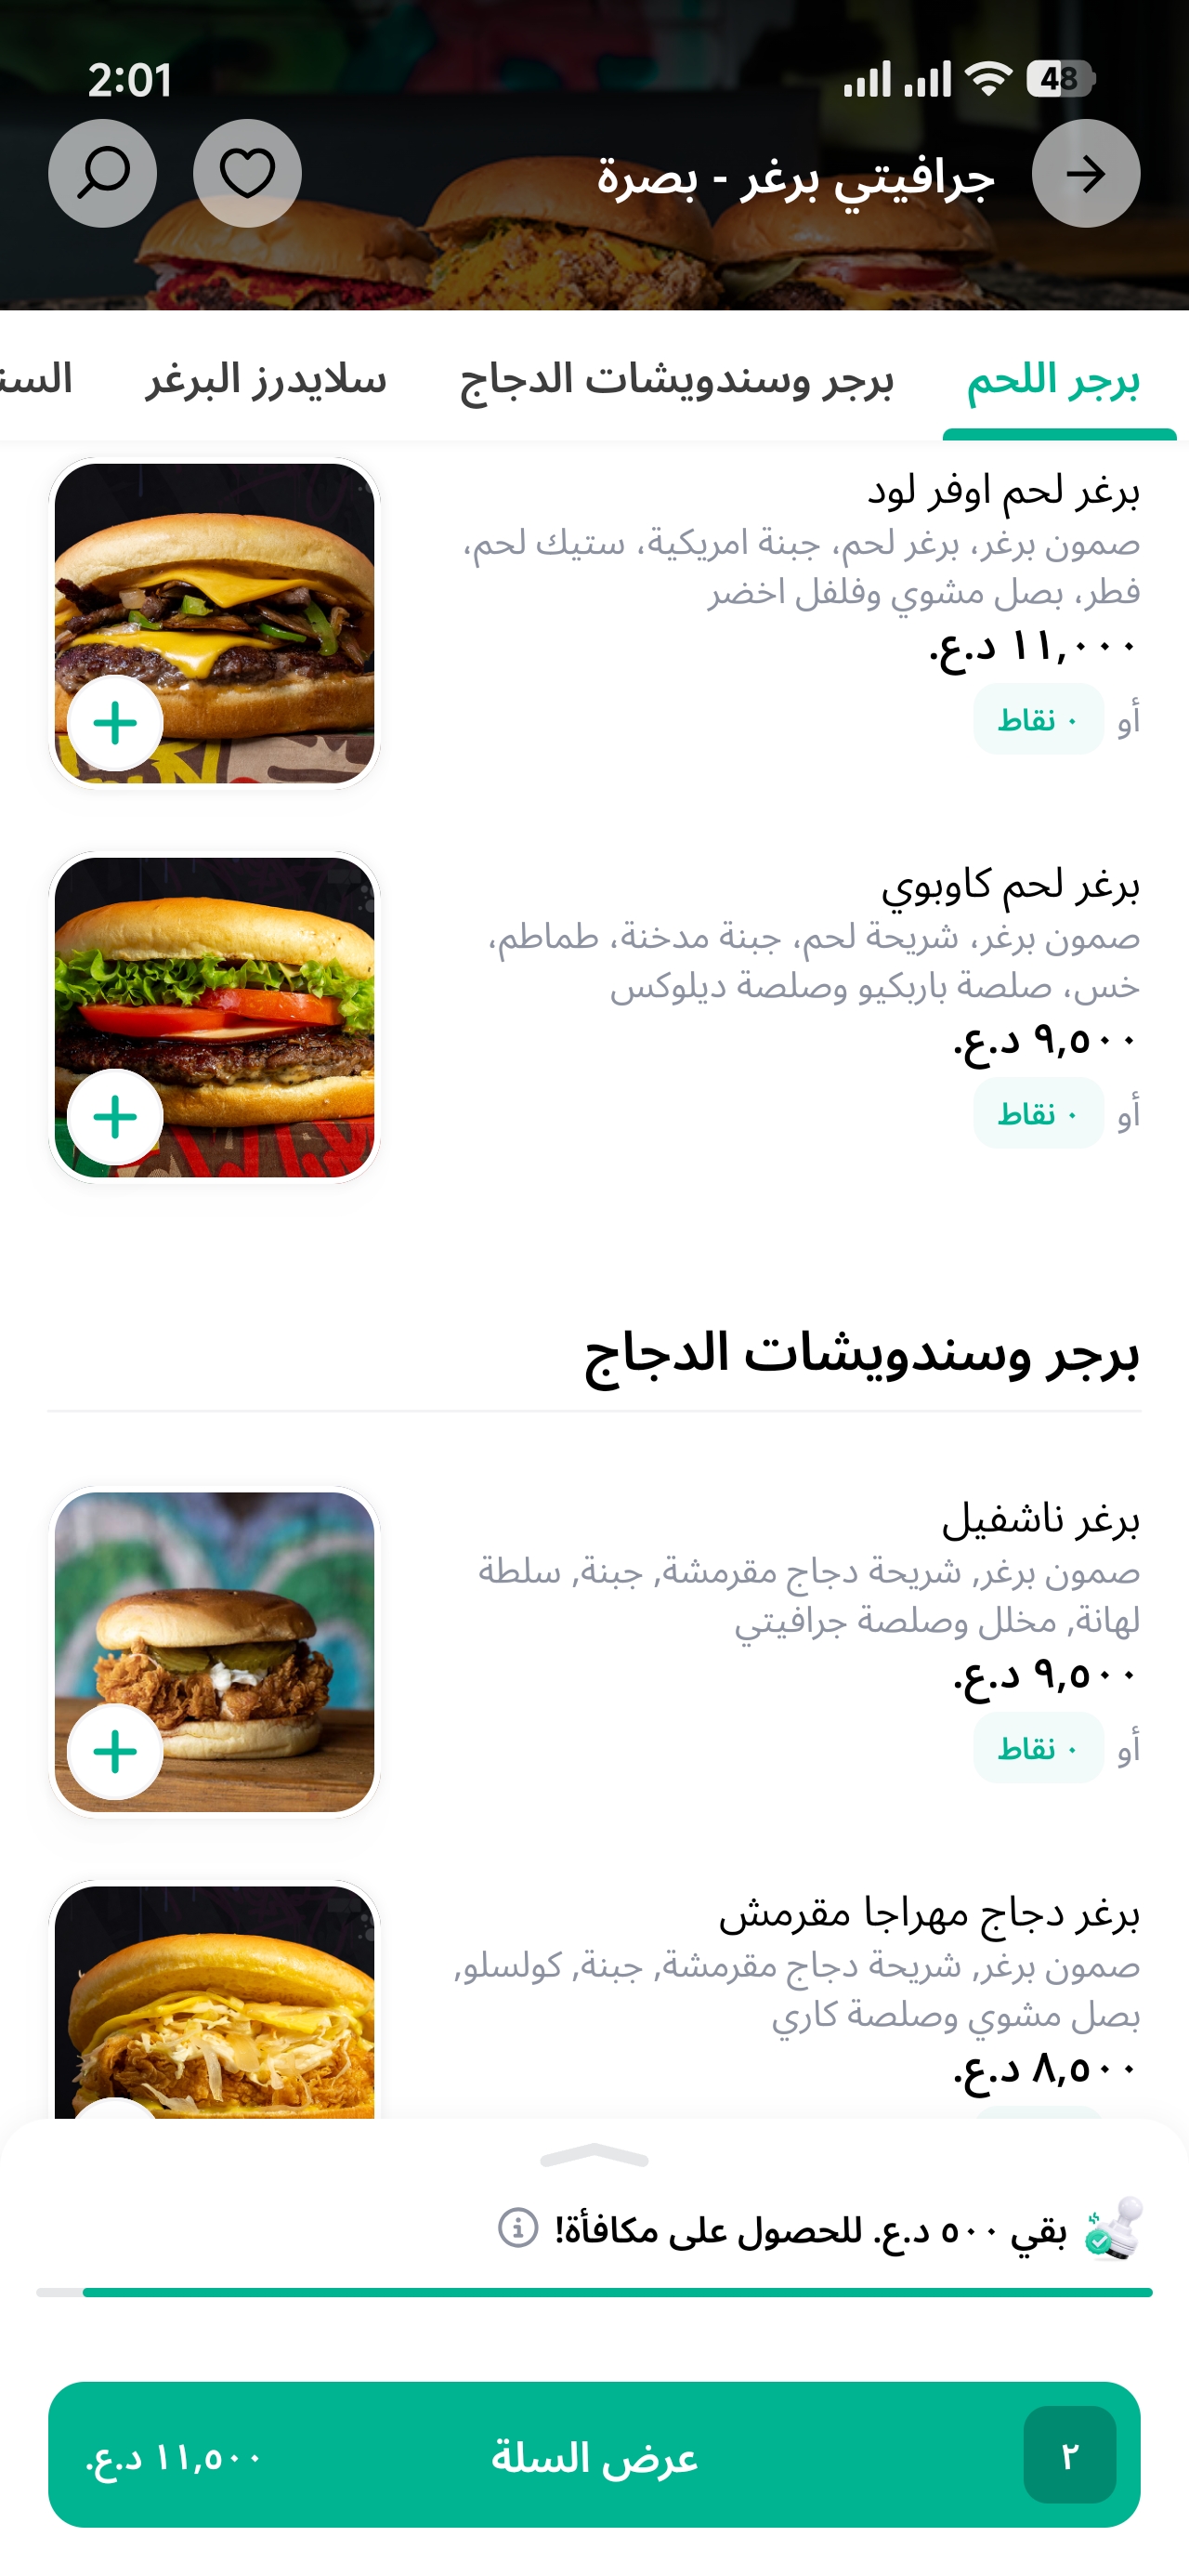 2:01
48
جرافيتي برغر - بصرة
برجر اللحم
برجر وسندويشات الدجاج
سلايدرز البرغر
برغر لحم اوفر لود
صمون برغر، برغر لحم، جبنة امريكية، ستيك لحم،
فطر، بصل مشوي وفلفل اخضر
١١,٠٠٠ د.ع.
أو ٠ نقاط
برغر لحم كاوبوي
صمون برغر، شريحة لحم، جبنة مدخنة، طماطم،
خس، صلصة باربكيو وصلصة ديلوكس
٩,٥٠٠ د.ع.
أو ٠ نقاط
برجر وسندويشات الدجاج
برغر ناشفيل
صمون برغر, شريحة دجاج مقرمشة, جبنة, سلطة
لهانة, مخلل وصلصة جرافيتي
٩,٥٠٠ د.ع.
أو ٠ نقاط
برغر دجاج مهراجا مقرمش
صمون برغر, شريحة دجاج مقرمشة, جبنة, كولسلو,
بصل مشوي وصلصة كاري
٨,٥٠٠ د.ع.
بقي ٥٠٠ د.ع. للحصول على مكافأة!
٢
عرض السلة
١١,٥٠٠ د.ع.